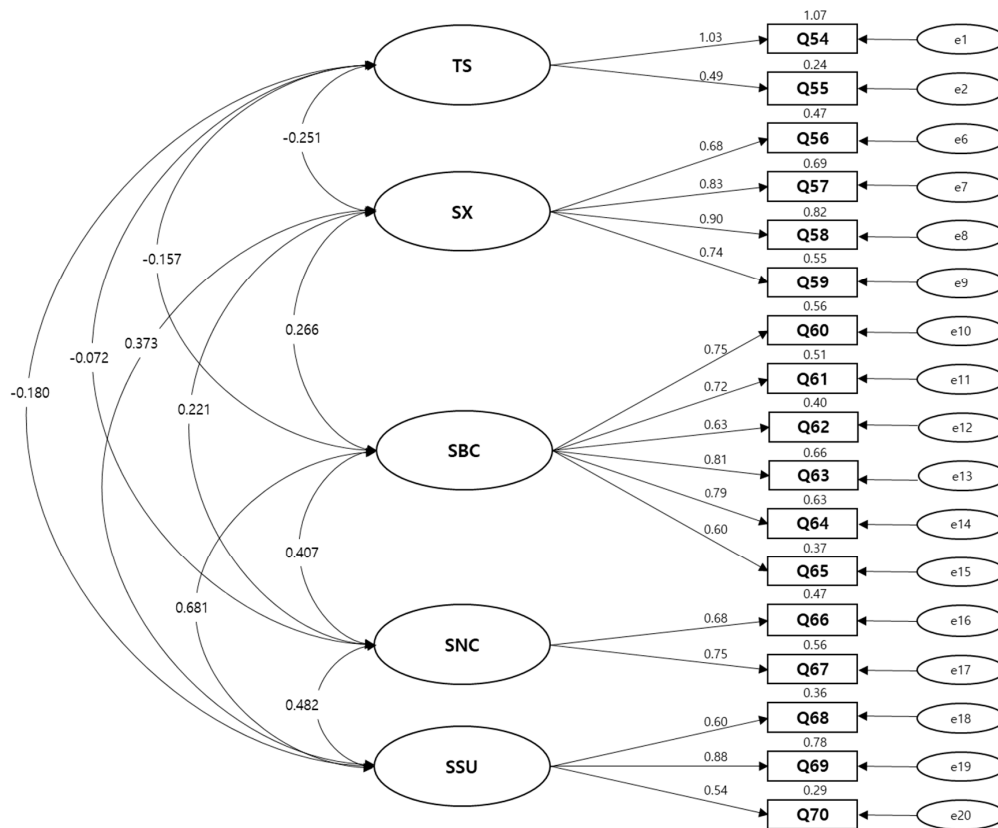 1.07
TS
1.03
Q54
e1
0.24
0.49
Q55
e2
0.47
-0.251
0.68
Q56
e6
0.69
0.83
Q57
e7
SX
0.82
0.90
Q58
e8
0.55
-0.157
0.74
Q59
e9
0.56
0.266
0.75
Q60
e10
0.373
-0.072
0.51
0.72
Q61
e11
-0.180
0.221
0.40
0.63
Q62
e12
SBC
0.66
0.81
Q63
e13
0.63
0.79
Q64
e14
0.60
0.407
0.37
Q65
e15
0.681
0.47
0.68
Q66
e16
SNC
0.56
0.75
Q67
e17
0.482
0.36
0.60
Q68
e18
0.78
SSU
0.88
Q69
e19
0.29
0.54
Q70
e20